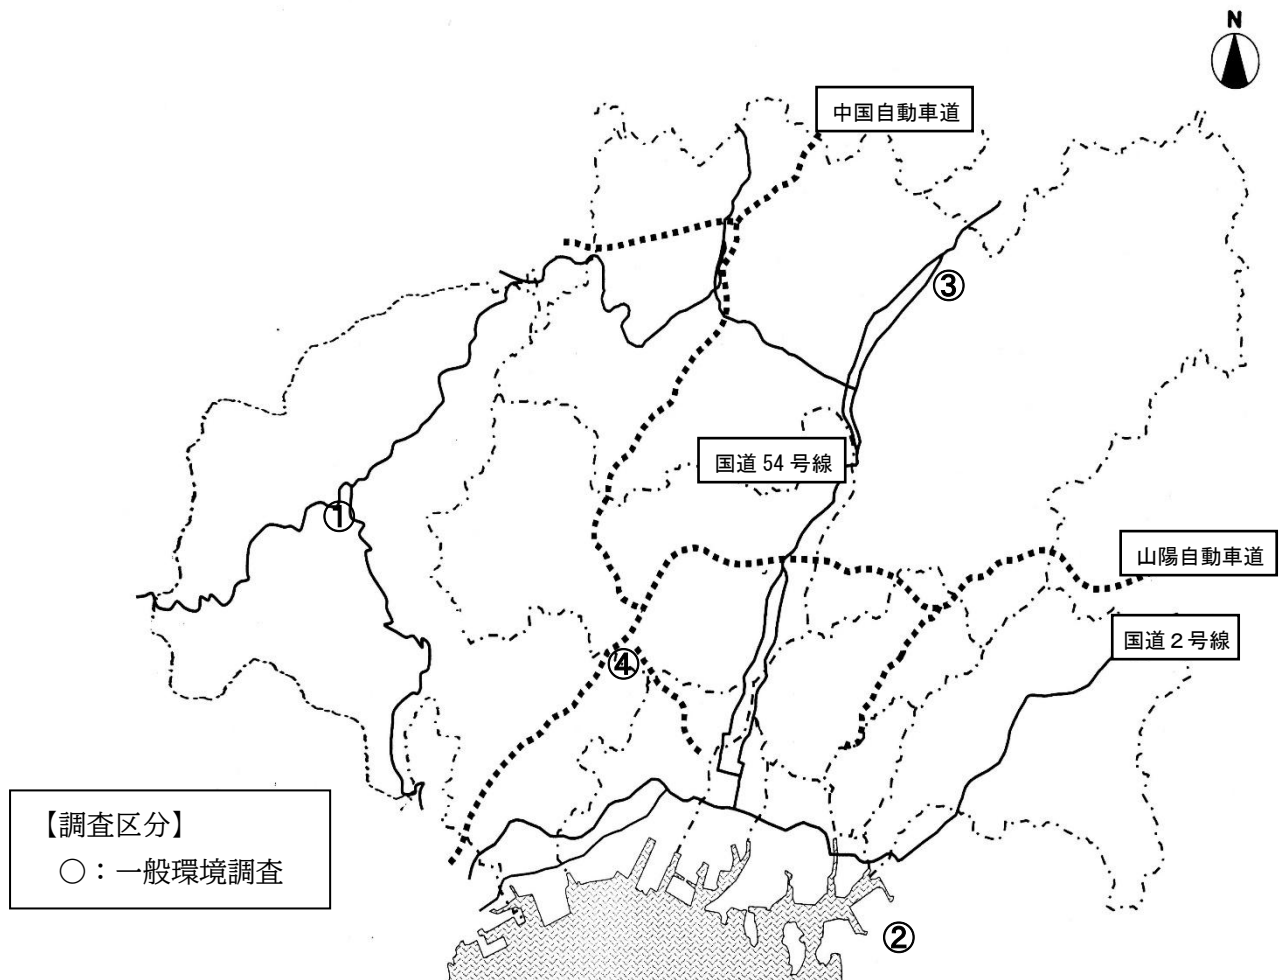 N
中国自動車道
③
国道 54 号線
①
山陽自動車道
国道２号線
④
【調査区分】
○：一般環境調査
②